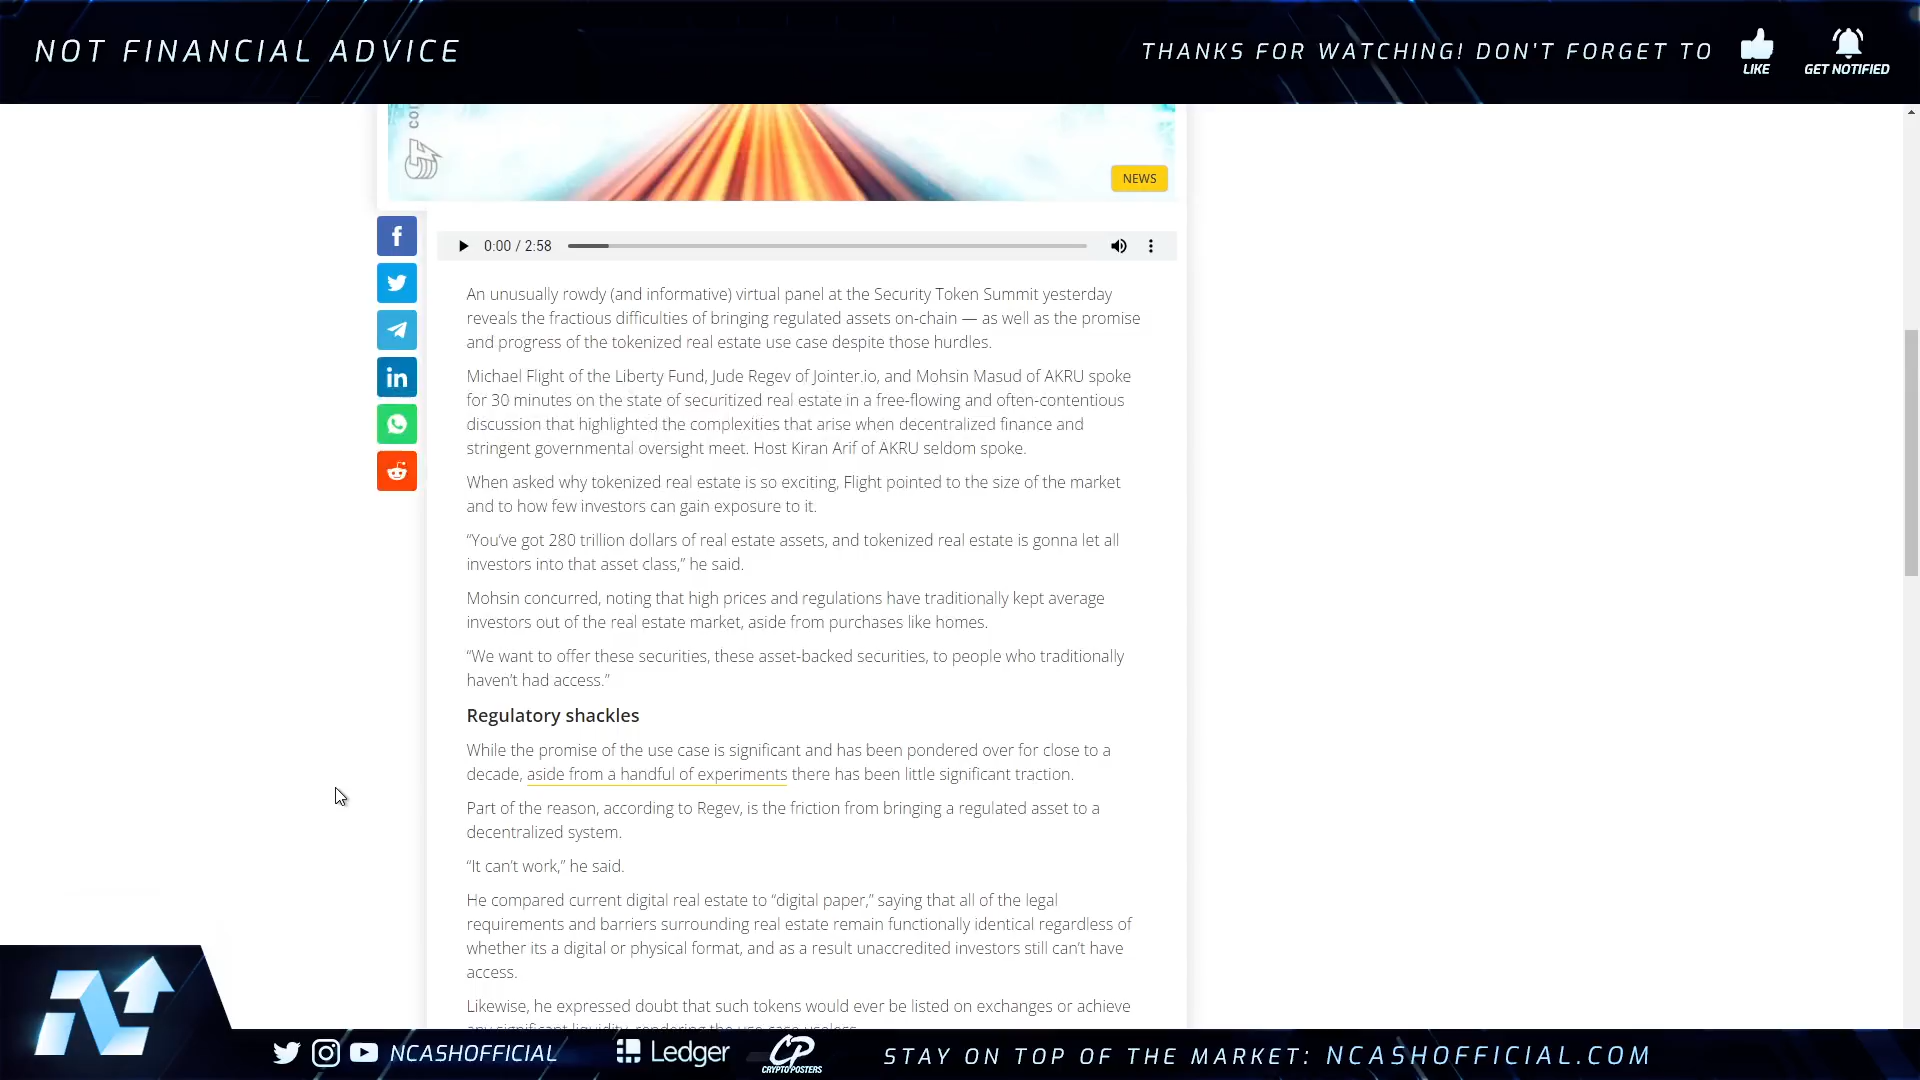 NOT FINANCIAL ADVICE
THANKS FOR WATCHING! DON'T FORGET TO
LIKE
GET NOTIFIED
NEWS
0:00 / 2:58
An unusually rowdy (and informative) virtual panel at the Security Token Summit yesterday
reveals the fractious difficulties of bringing regulated assets on-chain — as well as the promise
and progress of the tokenized real estate use case despite those hurdles.
Michael Flight of the Liberty Fund, Jude Regev of Jointer.io, and Mohsin Masud of AKRU spoke
for 30 minutes on the state of securitized real estate in a free-flowing and often-contentious
discussion that highlighted the complexities that arise when decentralized finance and
stringent governmental oversight meet. Host Kiran Arif of AKRU seldom spoke.
When asked why tokenized real estate is so exciting, Flight pointed to the size of the market
and to how few investors can gain exposure to it.
“You’ve got 280 trillion dollars of real estate assets, and tokenized real estate is gonna let all
investors into that asset class,” he said.
Mohsin concurred, noting that high prices and regulations have traditionally kept average
investors out of the real estate market, aside from purchases like homes.
“We want to offer these securities, these asset-backed securities, to people who traditionally
haven’t had access.”
Regulatory shackles
While the promise of the use case is significant and has been pondered over for close to a
decade, aside from a handful of experiments there has been little significant traction.
Part of the reason, according to Regev, is the friction from bringing a regulated asset to a
decentralized system.
“It can’t work,” he said.
He compared current digital real estate to “digital paper,” saying that all of the legal
requirements and barriers surrounding real estate remain functionally identical regardless of
whether its a digital or physical format, and as a result unaccredited investors still can’t have
access.
Likewise, he expressed doubt that such tokens would ever be listed on exchanges or achieve
any significant liquidity, rendering the use case useless.
NCASHOFFICIAL
Ledger
CP
CRYPTOPOSTERS
STAY ON TOP OF THE MARKET: NCASHOFFICIAL.COM